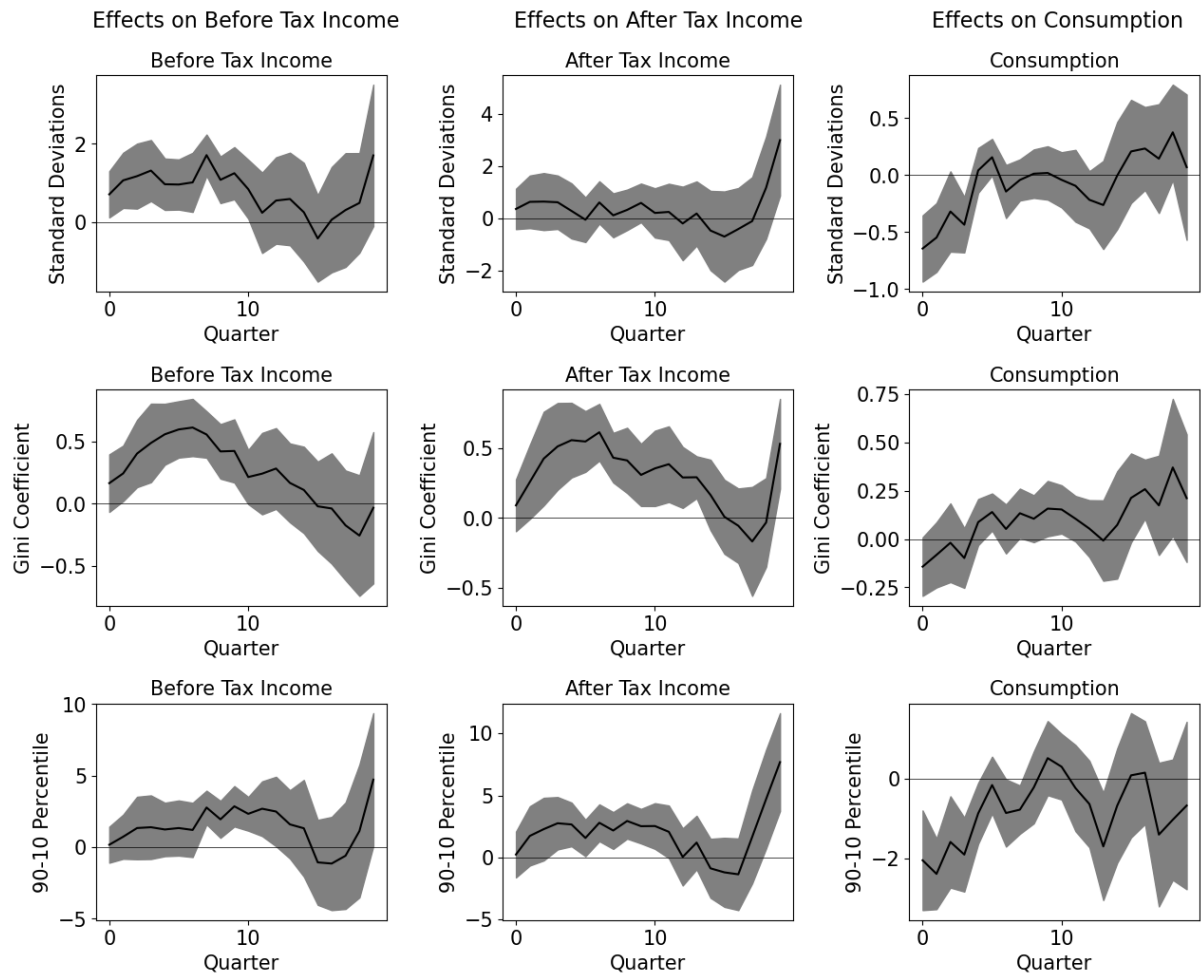 Effects on Before Tax Income
Effects on After Tax Income
Effects on Consumption
Before Tax Income
Standard Deviations
2
0
0
10
Quarter
After Tax Income
Standard Deviations
4
2
0
−2
0
10
Quarter
Consumption
Standard Deviations
0.5
0.0
−0.5
−1.0
0
10
Quarter
Before Tax Income
Gini Coefficient
0.5
0.0
−0.5
0
10
Quarter
After Tax Income
Gini Coefficient
0.5
0.0
−0.5
0
10
Quarter
Consumption
Gini Coefficient
0.75
0.50
0.25
0.00
−0.25
0
10
Quarter
Before Tax Income
90-10 Percentile
10
5
0
−5
0
10
Quarter
After Tax Income
90-10 Percentile
10
5
0
−5
0
10
Quarter
Consumption
90-10 Percentile
0
−2
0
10
Quarter